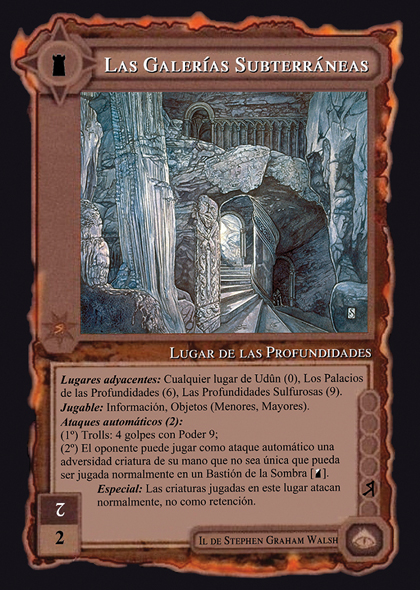 LAS GALERÍAS SUBTERRÁNEAS
LUGAR DE LAS PROFUNDIDADES
Lugares adyacentes: Cualquier lugar de Udûn (0), Los Palacios
de las Profundidades (6), Las Profundidades Sulfurosas (9).
Jugable: Información, Objetos (Menores, Mayores).
Ataques automáticos (2):
(1º) Trolls: 4 golpes con Poder 9;
(2º) El oponente puede jugar como ataque automático una
adversidad criatura de su mano que no sea única que pueda
ser jugada normalmente en un Bastión de la Sombra [ ].
Especial: Las criaturas jugadas en este lugar atacan
normalmente, no como retención.
2
2
IL DE STEPHEN GRAHAM WALSH